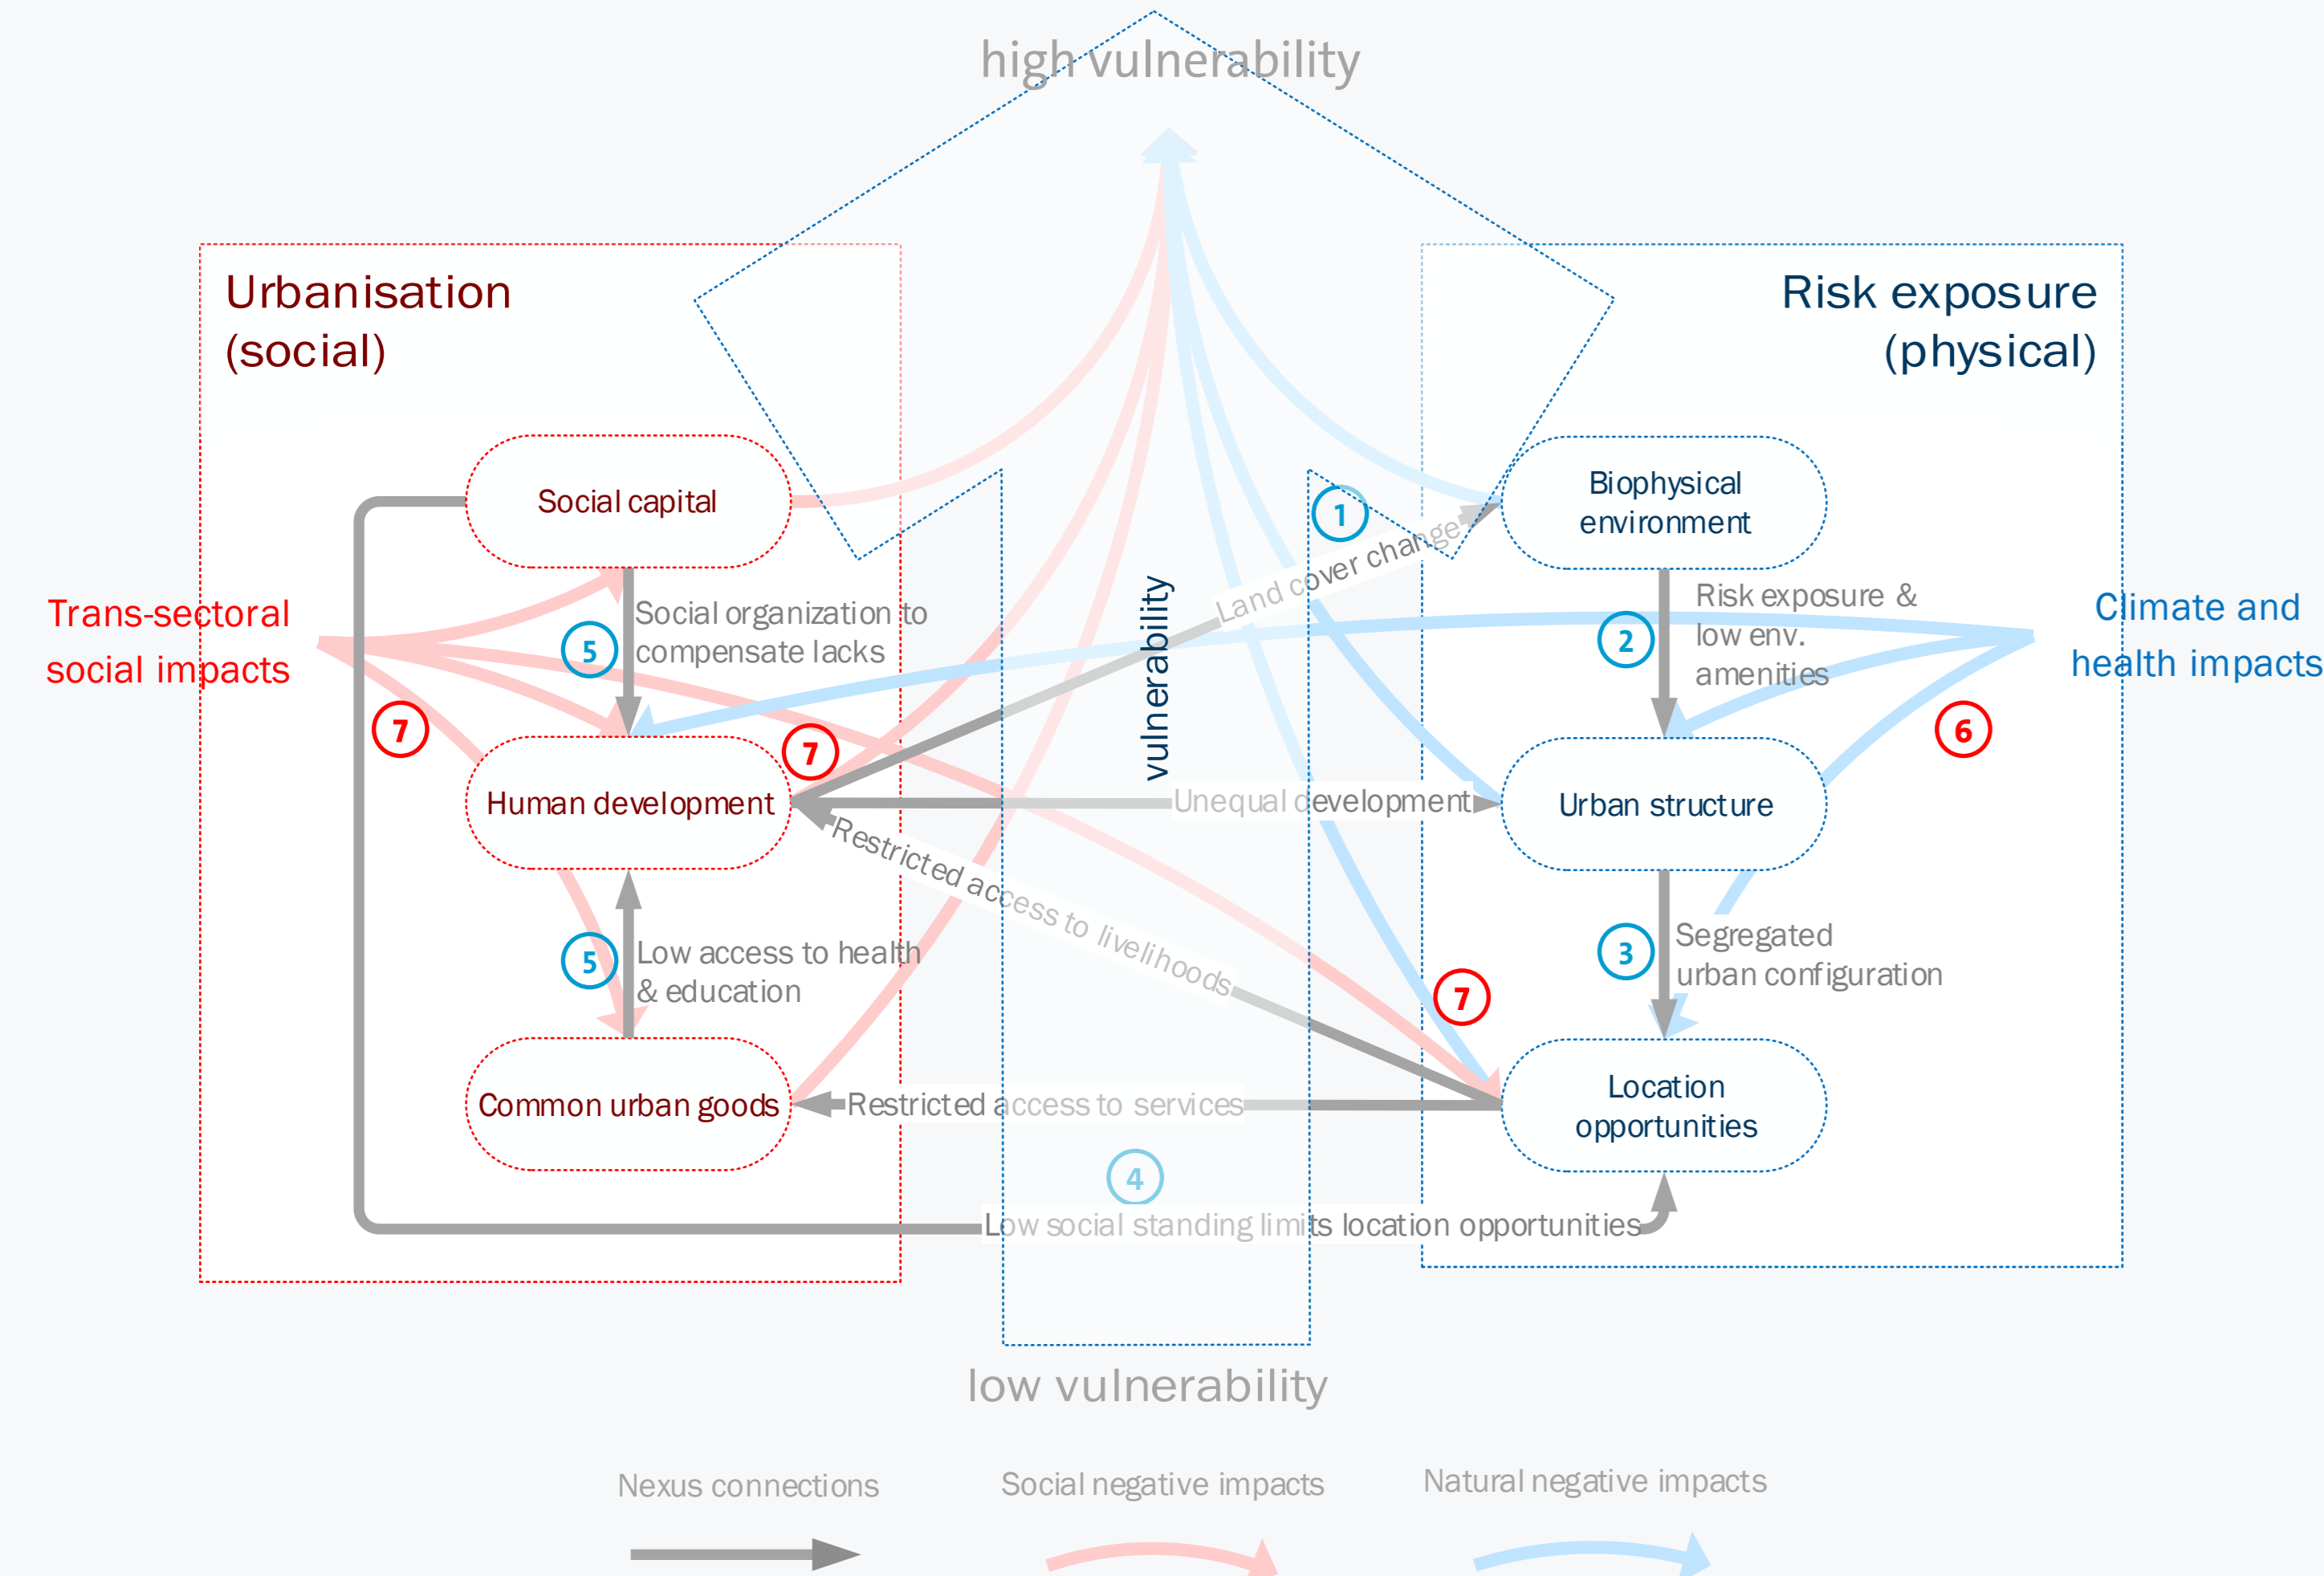 high vulnerability
Urbanisation
(social)
Risk exposure
(physical)
Social capital
Biophysical
environment
1
Land cover change
vulnerability
Trans-sectoral
social impacts
5
Social organization to
compensate lacks
2
Risk exposure &
low env.
amenities
Climate and
health impacts
7
7
6
Human development
Unequal development
Urban structure
Restricted access to livelihoods
5
Low access to health
& education
3
Segregated
urban configuration
7
Common urban goods
Restricted access to services
Location
opportunities
4
Low social standing limits location opportunities
low vulnerability
Nexus connections
Social negative impacts
Natural negative impacts